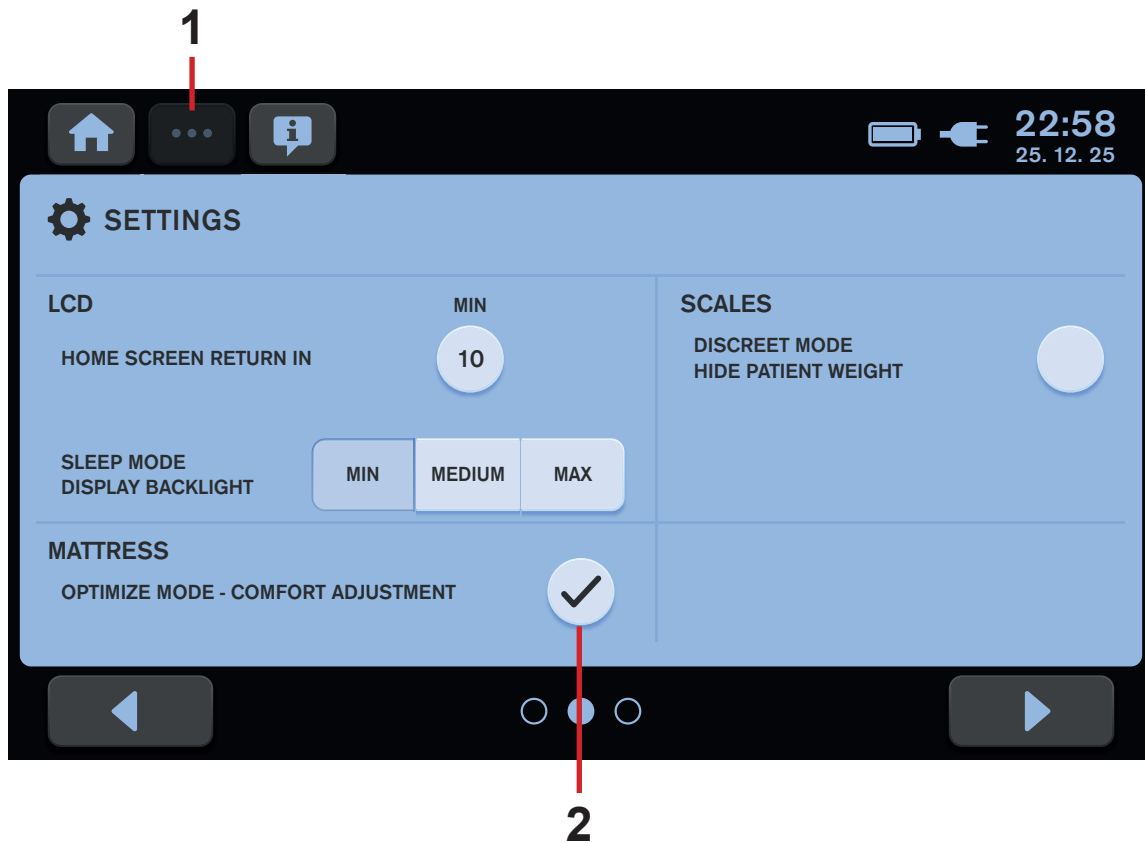 1
22:58
25. 12. 25
SETTINGS
LCD
MIN
HOME SCREEN RETURN IN
10
SLEEP MODE
DISPLAY BACKLIGHT
MIN
MEDIUM
MAX
SCALES
DISCREET MODE
HIDE PATIENT WEIGHT
MATTRESS
OPTIMIZE MODE - COMFORT ADJUSTMENT
2